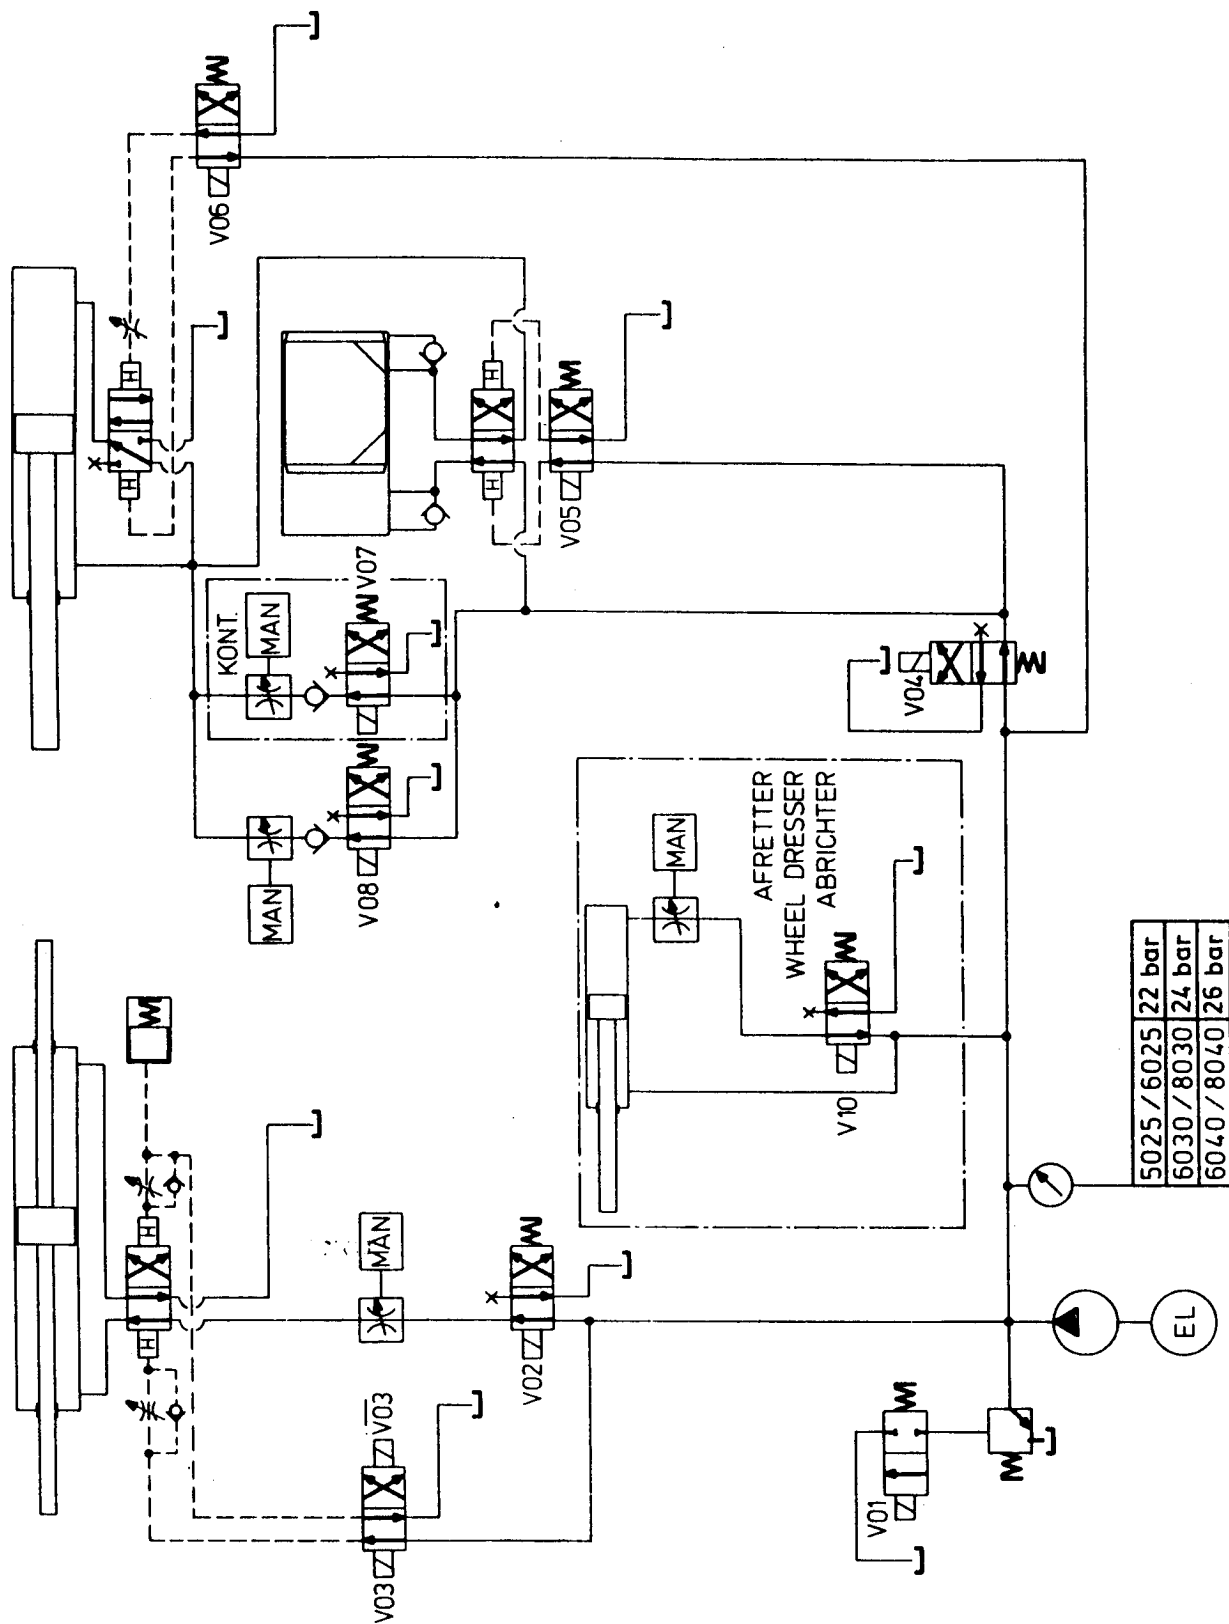 V06
H
H
KONT.
MAN
V07
H
H
V05
MAN
V08
V04
MAN
AFRETTER
WHEEL DRESSER
ABRICHTER
V10
H
H
MAN
V02
V03
V03
V01
EL
5025 / 6025 22 bar
6030 / 8030 24 bar
6040 / 8040 26 bar